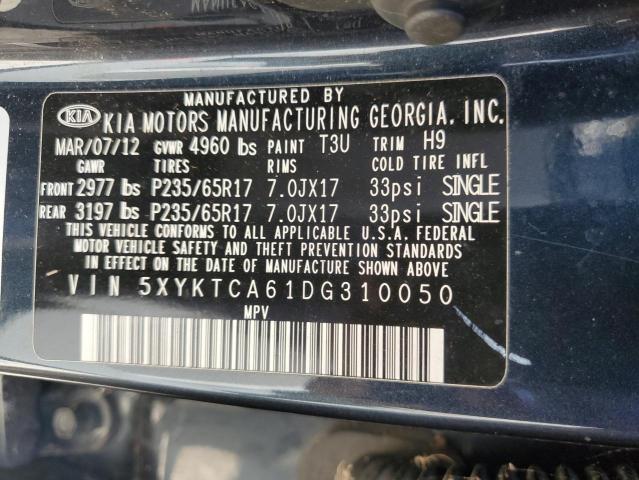 MANUFACTURED BY
KIA KIA MOTORS MANUFACTURING GEORGIA, INC.
MAR/07/12 GVWR 4960 lbs PAINT T3U TRIM H9
GAWR TIRES RIMS COLD TIRE INFL
FRONT 2977 lbs P235/65R17 7.0JX17 33psi SINGLE
REAR 3197 lbs P235/65R17 7.0JX17 33psi SINGLE
THIS VEHICLE CONFORMS TO ALL APPLICABLE U.S.A. FEDERAL
MOTOR VEHICLE SAFETY AND THEFT PREVENTION STANDARDS
IN EFFECT ON THE DATE OF MANUFACTURE SHOWN ABOVE.
VIN 5XYKTCA61DG310050
MPV